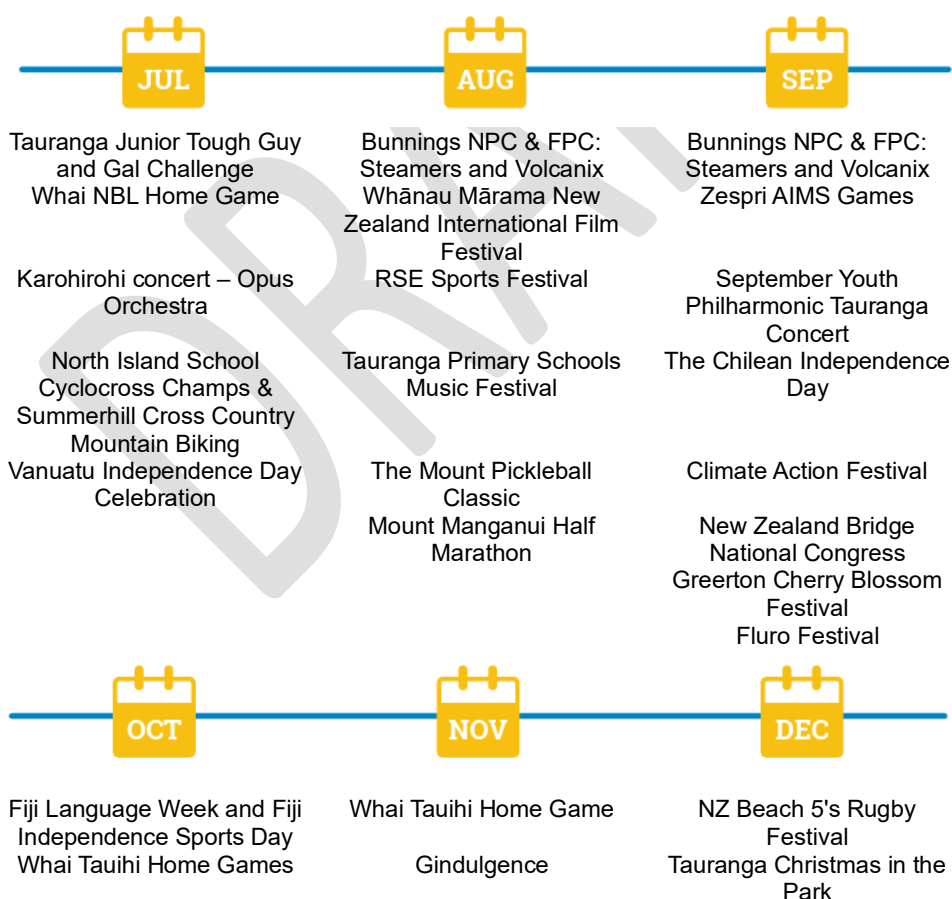 JUL
AUG
SEP
Tauranga Junior Tough Guy
and Gal Challenge
Whai NBL Home Game
Karohirohi concert – Opus
Orchestra
North Island School
Cyclocross Champs &
Summerhill Cross Country
Mountain Biking
Vanuatu Independence Day
Celebration
Bunnings NPC & FPC:
Steamers and Volcanix
Whānau Mārama New
Zealand International Film
Festival
RSE Sports Festival
Tauranga Primary Schools
Music Festival
The Mount Pickleball
Classic
Mount Manganui Half
Marathon
Bunnings NPC & FPC:
Steamers and Volcanix
Zespri AIMS Games
September Youth
Philharmonic Tauranga
Concert
The Chilean Independence
Day
Climate Action Festival
New Zealand Bridge
National Congress
Greerton Cherry Blossom
Festival
Fluro Festival
OCT
NOV
DEC
Fiji Language Week and Fiji
Independence Sports Day
Whai Tauihi Home Games
Whai Tauihi Home Game
Gindulgence
NZ Beach 5's Rugby
Festival
Tauranga Christmas in the
Park